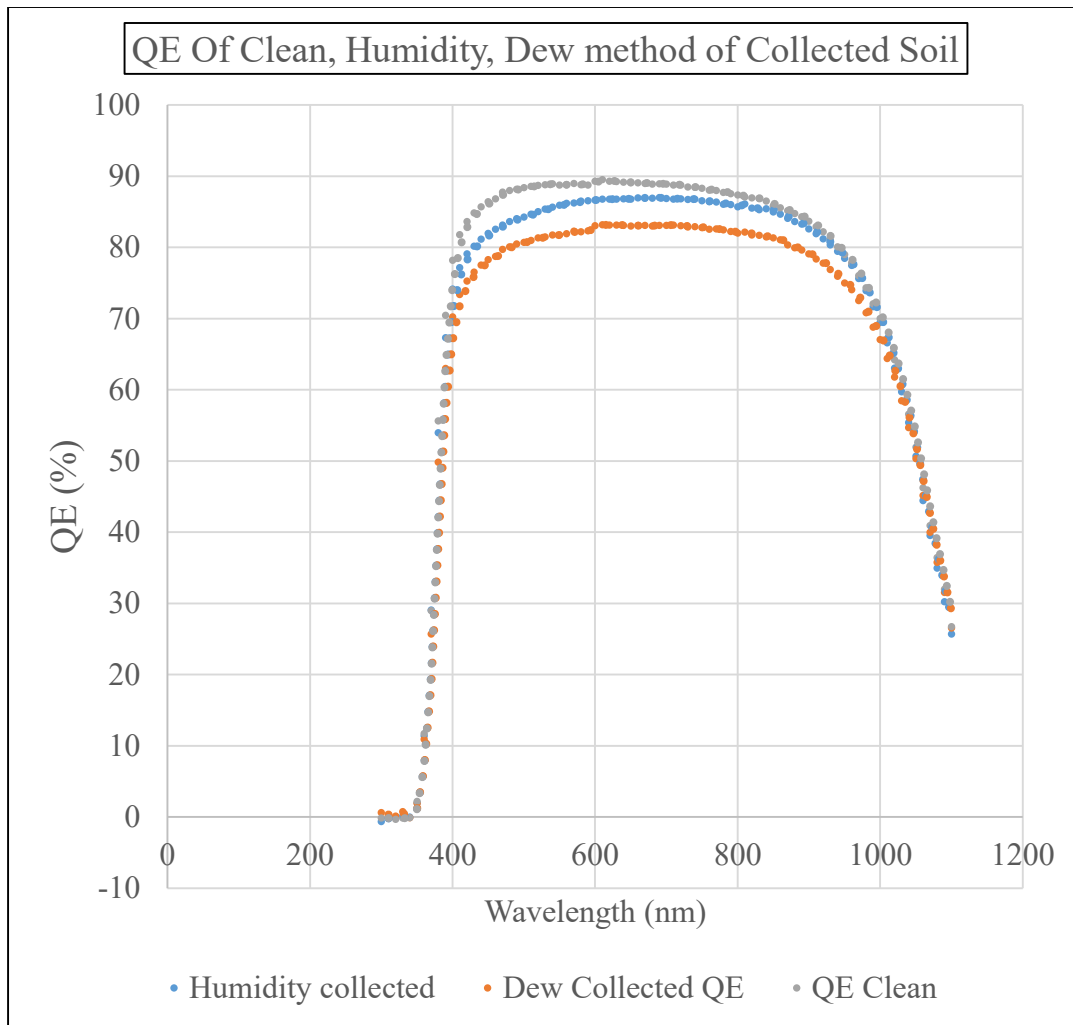 QE Of Clean, Humidity, Dew method of Collected Soil
100
90
80
70
60
50
40
30
20
10
0
-10
QE (%)
0 200 400 600 800 1000 1200
Wavelength (nm)
Humidity collected Dew Collected QE QE Clean